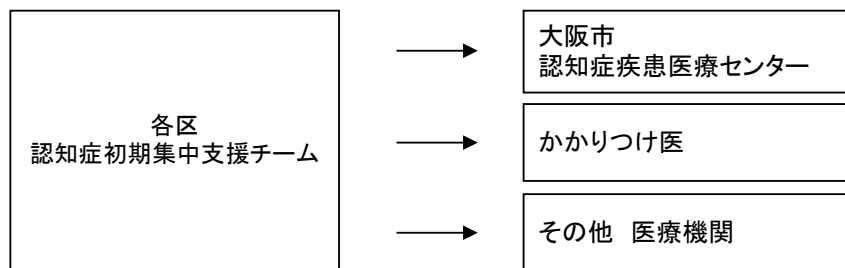 各区
認知症初期集中支援チーム
大阪市
認知症疾患医療センター
かかりつけ医
その他　医療機関